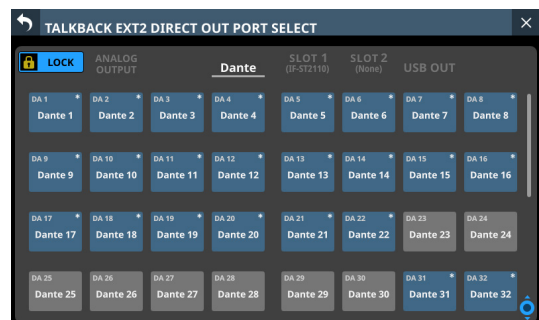 TALKBACK EXT2 DIRECT OUT PORT SELECT
LOCK
ANALOG
OUTPUT
Dante
SLOT 1
(IF-ST2110)
SLOT 2
(None)
USB OUT
DA 1 * DA 2 * DA 3 * DA 4 * DA 5 * DA 6 * DA 7 * DA 8 *
Dante 1 Dante 2 Dante 3 Dante 4 Dante 5 Dante 6 Dante 7 Dante 8
DA 9 * DA 10 * DA 11 * DA 12 * DA 13 * DA 14 * DA 15 * DA 16 *
Dante 9 Dante 10 Dante 11 Dante 12 Dante 13 Dante 14 Dante 15 Dante 16
DA 17 * DA 18 * DA 19 * DA 20 * DA 21 * DA 22 * DA 23 DA 24
Dante 17 Dante 18 Dante 19 Dante 20 Dante 21 Dante 22 Dante 23 Dante 24
DA 25 DA 26 DA 27 DA 28 DA 29 DA 30 DA 31 * DA 32 *
Dante 25 Dante 26 Dante 27 Dante 28 Dante 29 Dante 30 Dante 31 Dante 32